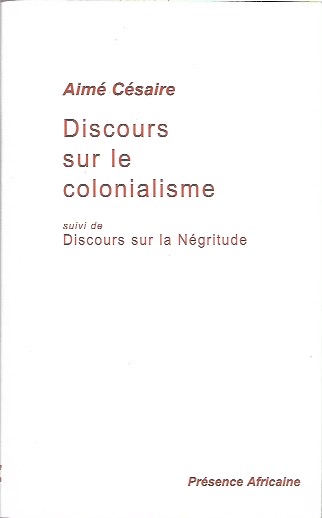 Aimé Césaire
Discours
sur le
colonialisme
suivi de
Discours sur la Négritude
Présence Africaine